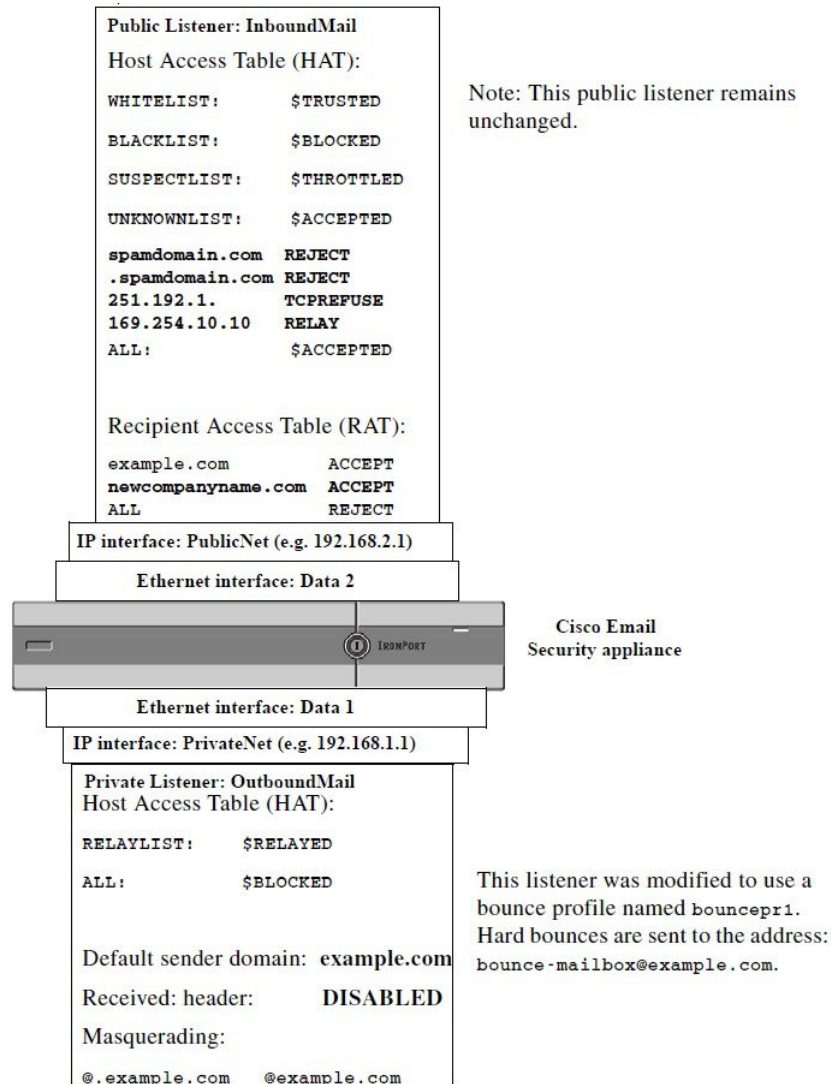 Public Listener: InboundMail
Host Access Table (HAT):
WHITELIST: $TRUSTED
BLACKLIST: $BLOCKED
SUSPECTLIST: $THROTTLED
UNKNOWNLIST: $ACCEPTED
spamdomain.com REJECT
.spamdomain.com REJECT
251.192.1. TCPREFUSE
169.254.10.10 RELAY
ALL: $ACCEPTED
Note: This public listener remains
unchanged.
Recipient Access Table (RAT):
example.com ACCEPT
newcompanyname.com ACCEPT
ALL REJECT
IP interface: PublicNet (e.g. 192.168.2.1)
Ethernet interface: Data 2
IRONPORT
Cisco Email
Security appliance
Ethernet interface: Data 1
IP interface: PrivateNet (e.g. 192.168.1.1)
Private Listener: OutboundMail
Host Access Table (HAT):
RELAYLIST: $RELAYED
ALL: $BLOCKED
This listener was modified to use a
bounce profile named bouncepr1.
Hard bounces are sent to the address:
bounce-mailbox@example.com.
Default sender domain: example.com
Received: header: DISABLED
Masquerading:
@.example.com @example.com